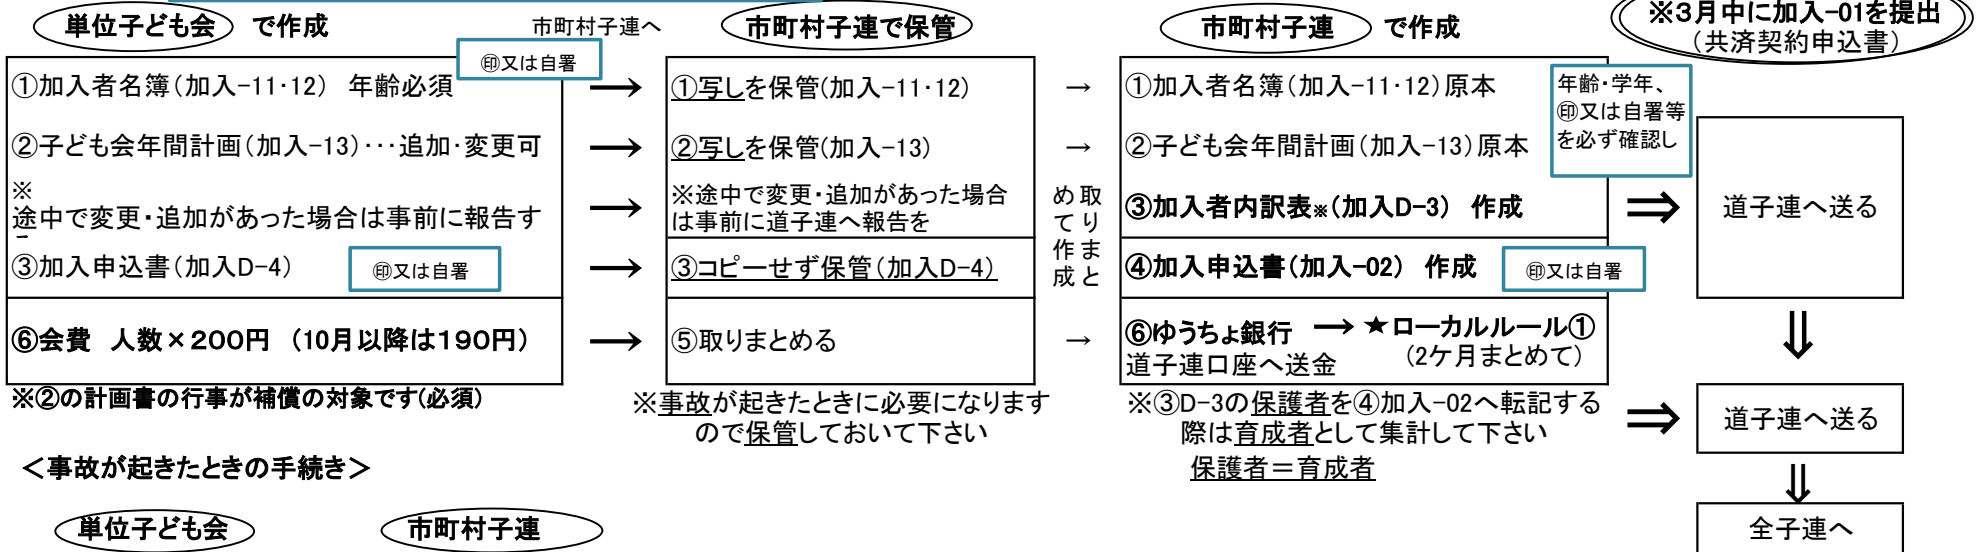 単位子ども会 で作成
市町村子連へ
市町村子連で保管
市町村子連 で作成
※3月中に加入-01を提出
(共済契約申込書)
㊞又は自署
①加入者名簿(加入-11・12) 年齢必須
→
①写しを保管(加入-11・12)
→
①加入者名簿(加入-11・12)原本
年齢・学年、
㊞又は自署等
を必ず確認し
②子ども会年間計画(加入-13)・・・追加・変更可
→
②写しを保管(加入-13)
→
②子ども会年間計画(加入-13)原本
※
途中で変更・追加があった場合は事前に報告す
→
※途中で変更・追加があった場合
は事前に道子連へ報告を
取りまと
めて作成
③加入者内訳表※(加入D-3) 作成
⇒
道子連へ送る
③加入申込書(加入D-4)
㊞又は自署
→
③コピーせず保管(加入D-4)
④加入申込書(加入-02) 作成
㊞又は自署
⑥会費 人数×200円 (10月以降は190円)
→
⑤取りまとめる
→
⑥ゆうちょ銀行 → ★ローカルルール①
道子連口座へ送金 (2ケ月まとめて)
⇓
※②の計画書の行事が補償の対象です(必須)
※事故が起きたときに必要になります
ので保管しておいて下さい
※③D-3の保護者を④加入-02へ転記する
際は育成者として集計して下さい
保護者=育成者
⇒
道子連へ送る
⇓
全子連へ
<事故が起きたときの手続き>
単位子ども会
市町村子連